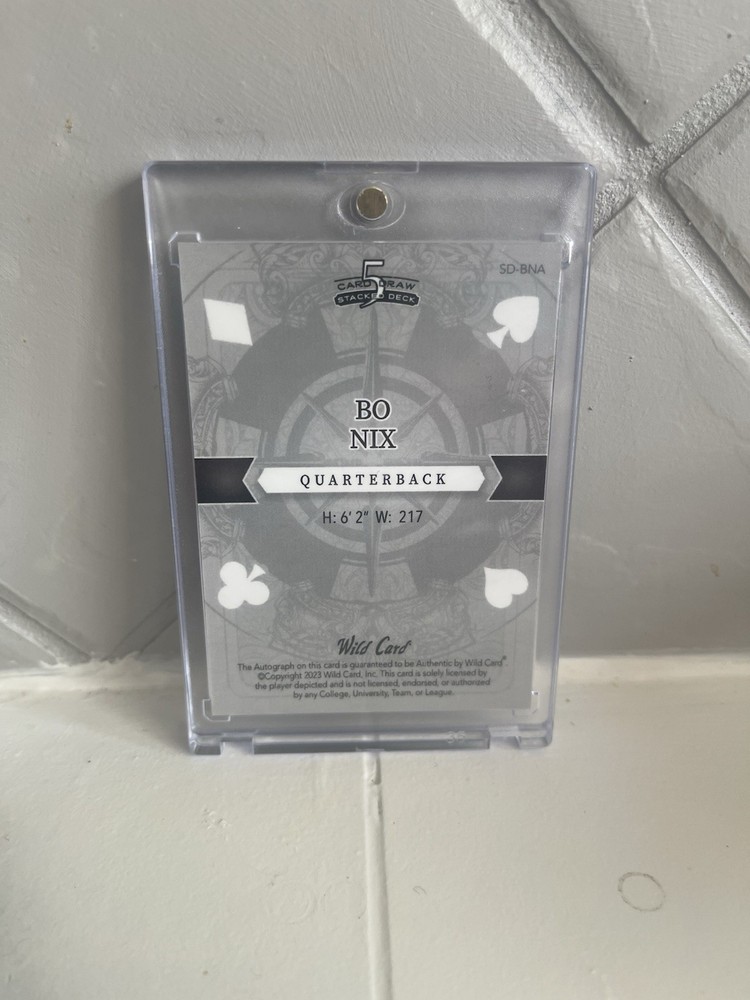 SD-BNA
5
CARD DRAW
STACKED DECK
BO
NIX
QUARTERBACK
H: 6' 2" W: 217
Wild Card
The Autograph on this card is guaranteed to be Authentic by Wild Card®.
©Copyright 2023 Wild Card, Inc. This card is solely licensed by
the player depicted and is not licensed, endorsed, or authorized
by any College, University, Team, or League.